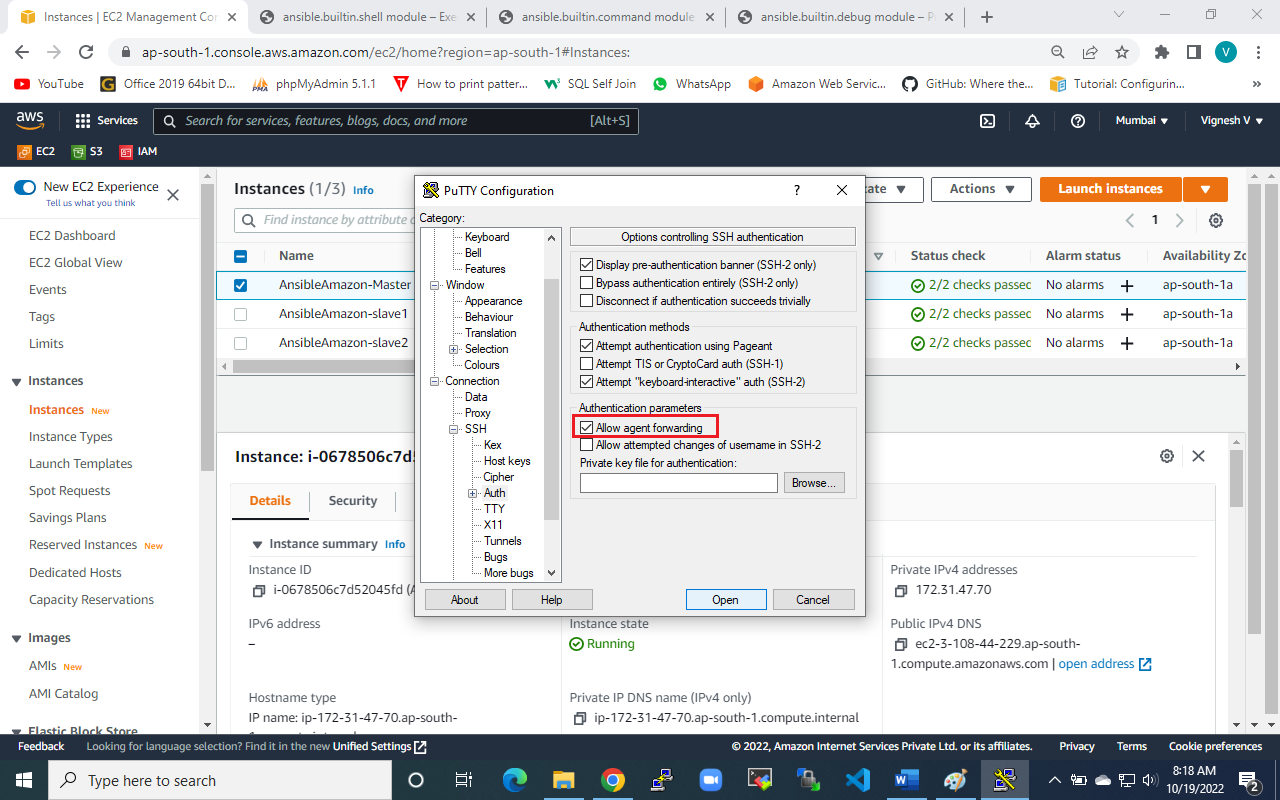 Instances | EC2 Management Con
ansible.builtin.shell module – Exe
ansible.builtin.command module
ansible.builtin.debug module – P
ap-south-1.console.aws.amazon.com/ec2/home?region=ap-south-1#Instances:
V
YouTube
Office 2019 64bit D...
phpMyAdmin 5.1.1
How to print patter...
SQL Self Join
WhatsApp
Amazon Web Servic...
GitHub: Where the...
Tutorial: Configurin...
aws
Services
Search for services, features, blogs, docs, and more
[Alt+S]
Mumbai
Vignesh V
EC2
S3
IAM
New EC2 Experience
Tell us what you think
EC2 Dashboard
EC2 Global View
Events
Tags
Limits
Instances
Instances New
Instance Types
Launch Templates
Spot Requests
Savings Plans
Reserved Instances New
Dedicated Hosts
Capacity Reservations
Images
AMIs New
AMI Catalog
Elastic Block Store
Instances (1/3) Info
Actions
Launch instances
Find instance by attribute o
1
Name
Status check
Alarm status
Availability Zo
AnsibleAmazon-Master
2/2 checks passed
No alarms
ap-south-1a
AnsibleAmazon-slave1
2/2 checks passed
No alarms
ap-south-1a
AnsibleAmazon-slave2
2/2 checks passed
No alarms
ap-south-1a
Instance: i-0678506c7d5
Details
Security
Instance summary Info
Instance ID
i-0678506c7d52045fd (A
Private IPv4 addresses
172.31.47.70
IPv6 address
–
Instance state
Running
Public IPv4 DNS
ec2-3-108-44-229.ap-south-
1.compute.amazonaws.com | open address
Hostname type
IP name: ip-172-31-47-70.ap-south-
Private IP DNS name (IPv4 only)
ip-172-31-47-70.ap-south-1.compute.internal
PuTTY Configuration
?
Category:
Keyboard
Bell
Features
Window
Appearance
Behaviour
Translation
Selection
Colours
Connection
Data
Proxy
SSH
Kex
Host keys
Cipher
Auth
TTY
X11
Tunnels
Bugs
More bugs
Options controlling SSH authentication
Display pre-authentication banner (SSH-2 only)
Bypass authentication entirely (SSH-2 only)
Disconnect if authentication succeeds trivially
Authentication methods
Attempt authentication using Pageant
Attempt TIS or CryptoCard auth (SSH-1)
Attempt "keyboard-interactive" auth (SSH-2)
Authentication parameters
Allow agent forwarding
Allow attempted changes of username in SSH-2
Private key file for authentication:
Browse...
About
Help
Open
Cancel
Feedback
Looking for language selection? Find it in the new Unified Settings
© 2022, Amazon Internet Services Private Ltd. or its affiliates.
Privacy
Terms
Cookie preferences
Type here to search
8:18 AM
10/19/2022
2